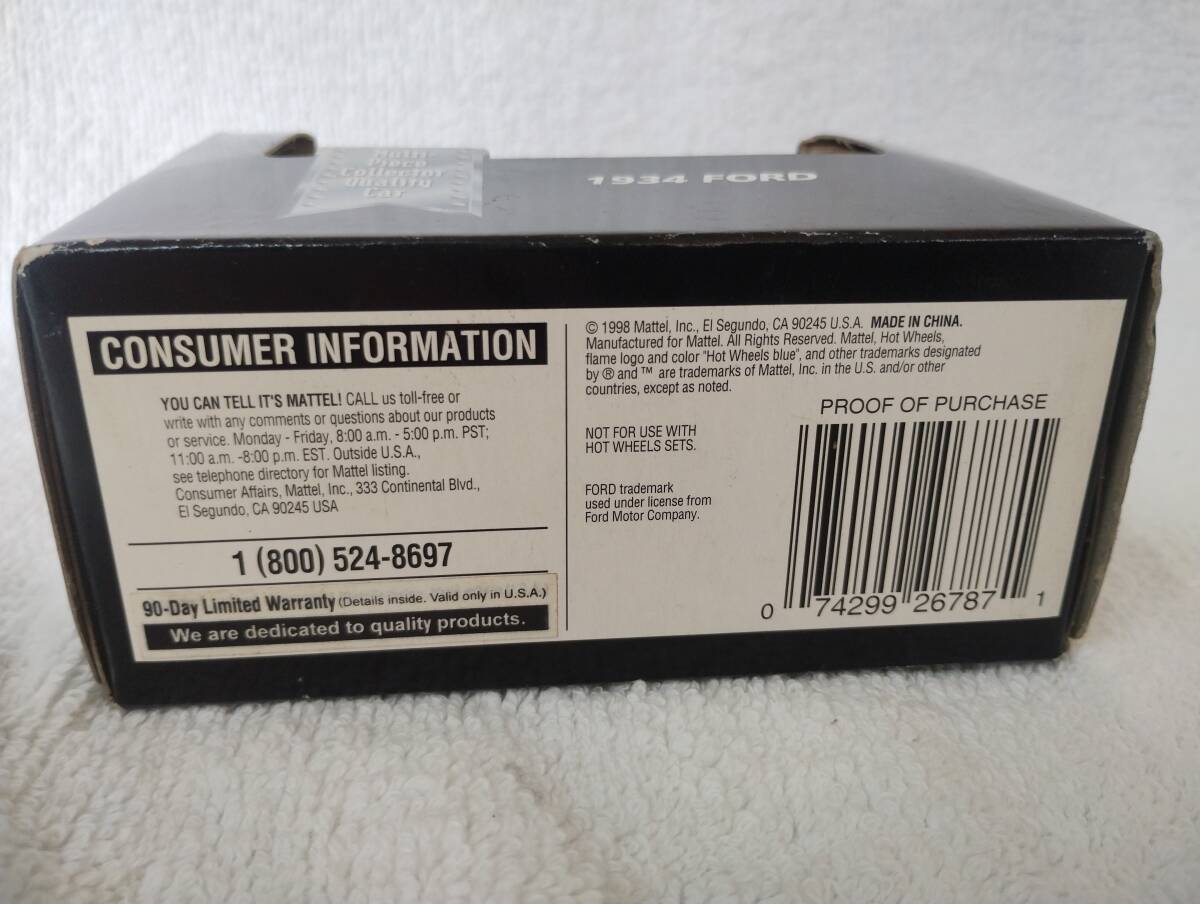 Multi
Piece
Collector
Quality
Car
1934 FORD
CONSUMER INFORMATION
YOU CAN TELL IT'S MATTEL! CALL us toll-free or
write with any comments or questions about our products
or service. Monday - Friday, 8:00 a.m. - 5:00 p.m. PST;
11:00 a.m. -8:00 p.m. EST. Outside U.S.A.,
see telephone directory for Mattel listing.
Consumer Affairs, Mattel, Inc., 333 Continental Blvd.,
El Segundo, CA 90245 USA
1 (800) 524-8697
90-Day Limited Warranty (Details inside. Valid only in U.S.A.)
We are dedicated to quality products.
© 1998 Mattel, Inc., El Segundo, CA 90245 U.S.A. MADE IN CHINA.
Manufactured for Mattel. All Rights Reserved. Mattel, Hot Wheels,
flame logo and color "Hot Wheels blue", and other trademarks designated
by ® and ™ are trademarks of Mattel, Inc. in the U.S. and/or other
countries, except as noted.
NOT FOR USE WITH
HOT WHEELS SETS.
FORD trademark
used under license from
Ford Motor Company.
PROOF OF PURCHASE
0 74299 26787 1